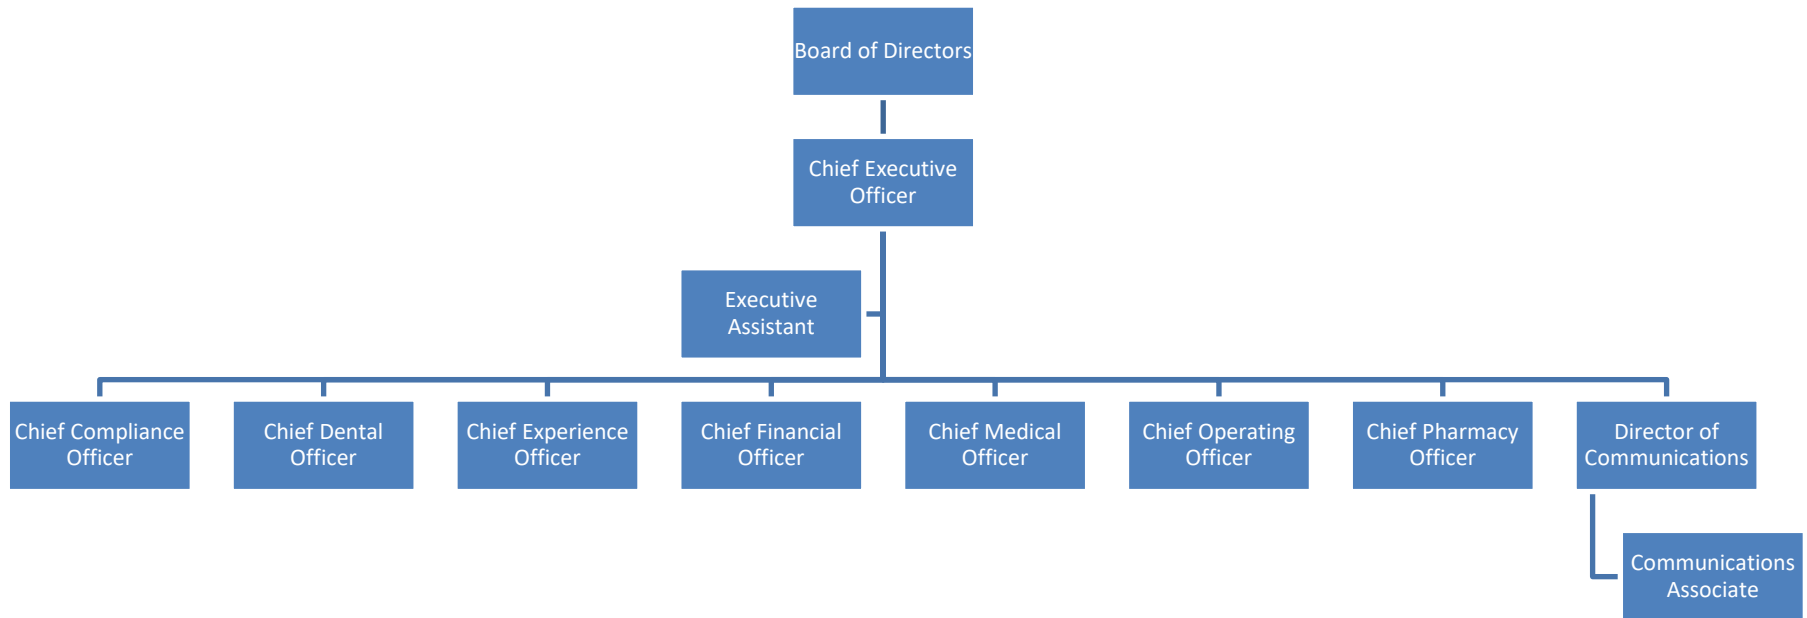 Board of Directors
Chief Executive
Officer
Executive
Assistant
Chief Compliance
Officer
Chief Dental
Officer
Chief Experience
Officer
Chief Financial
Officer
Chief Medical
Officer
Chief Operating
Officer
Chief Pharmacy
Officer
Director of
Communications
Communications
Associate